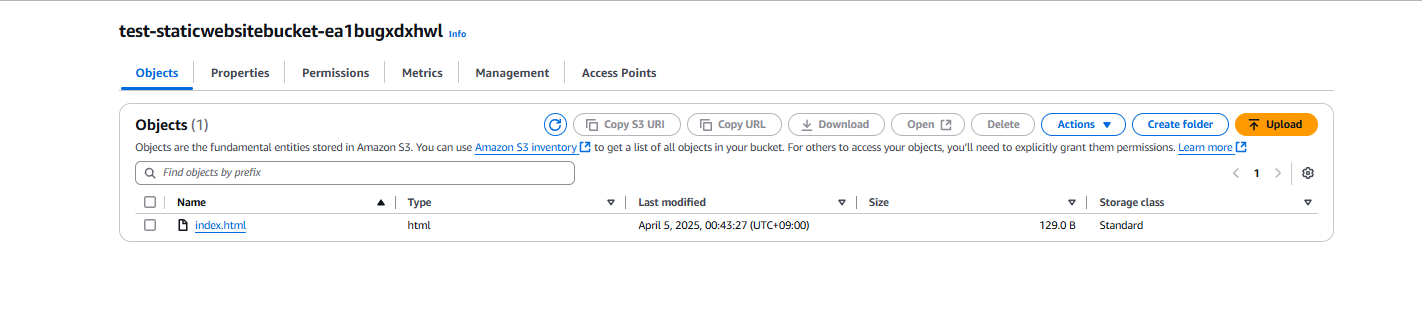 test-staticwebsitebucket-ea1bugxdxhwl Info
Objects Properties Permissions Metrics Management Access Points
Objects (1) Copy S3 URI Copy URL Download Open Delete Actions Create folder Upload
Objects are the fundamental entities stored in Amazon S3. You can use Amazon S3 inventory to get a list of all objects in your bucket. For others to access your objects, you'll need to explicitly grant them permissions. Learn more
Find objects by prefix 1
Name Type Last modified Size Storage class
index.html html April 5, 2025, 00:43:27 (UTC+09:00) 129.0 B Standard